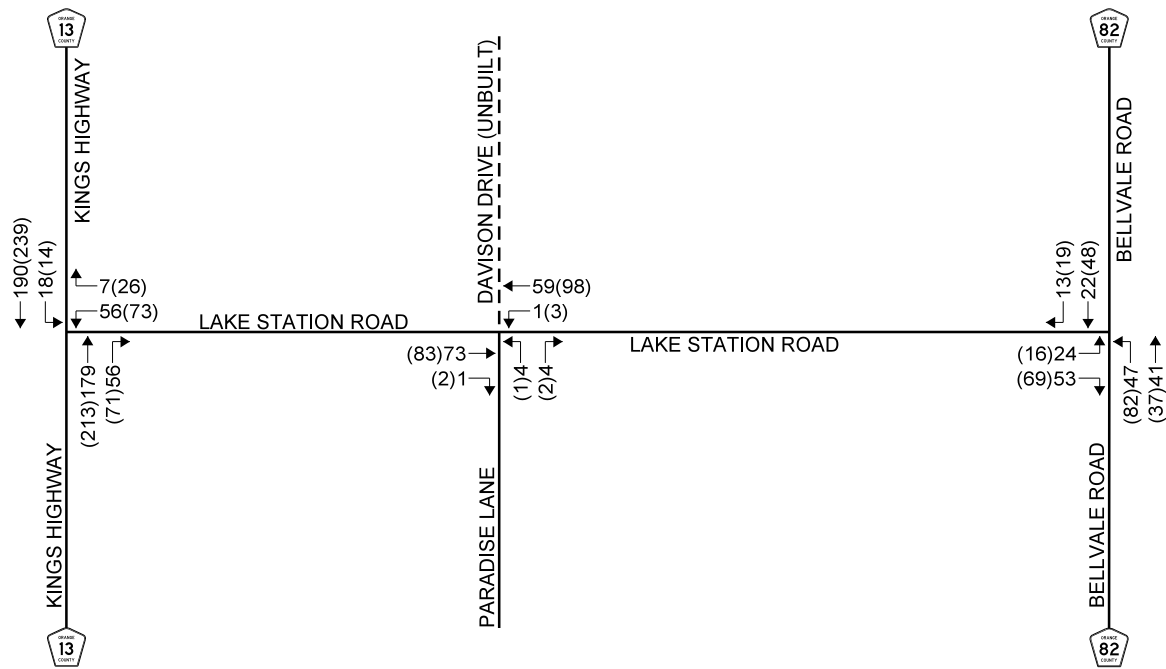 ORANGE
13
COUNTY
ORANGE
82
COUNTY
KINGS HIGHWAY
DAVISON DRIVE (UNBUILT)
BELLVALE ROAD
190(239)
18(14)
7(26)
56(73)
59(98)
1(3)
13(19)
22(48)
LAKE STATION ROAD
LAKE STATION ROAD
(213)179
(71)56
(83)73
(2)1
(1)4
(2)4
(16)24
(69)53
(82)47
(37)41
KINGS HIGHWAY
PARADISE LANE
BELLVALE ROAD
ORANGE
13
COUNTY
ORANGE
82
COUNTY